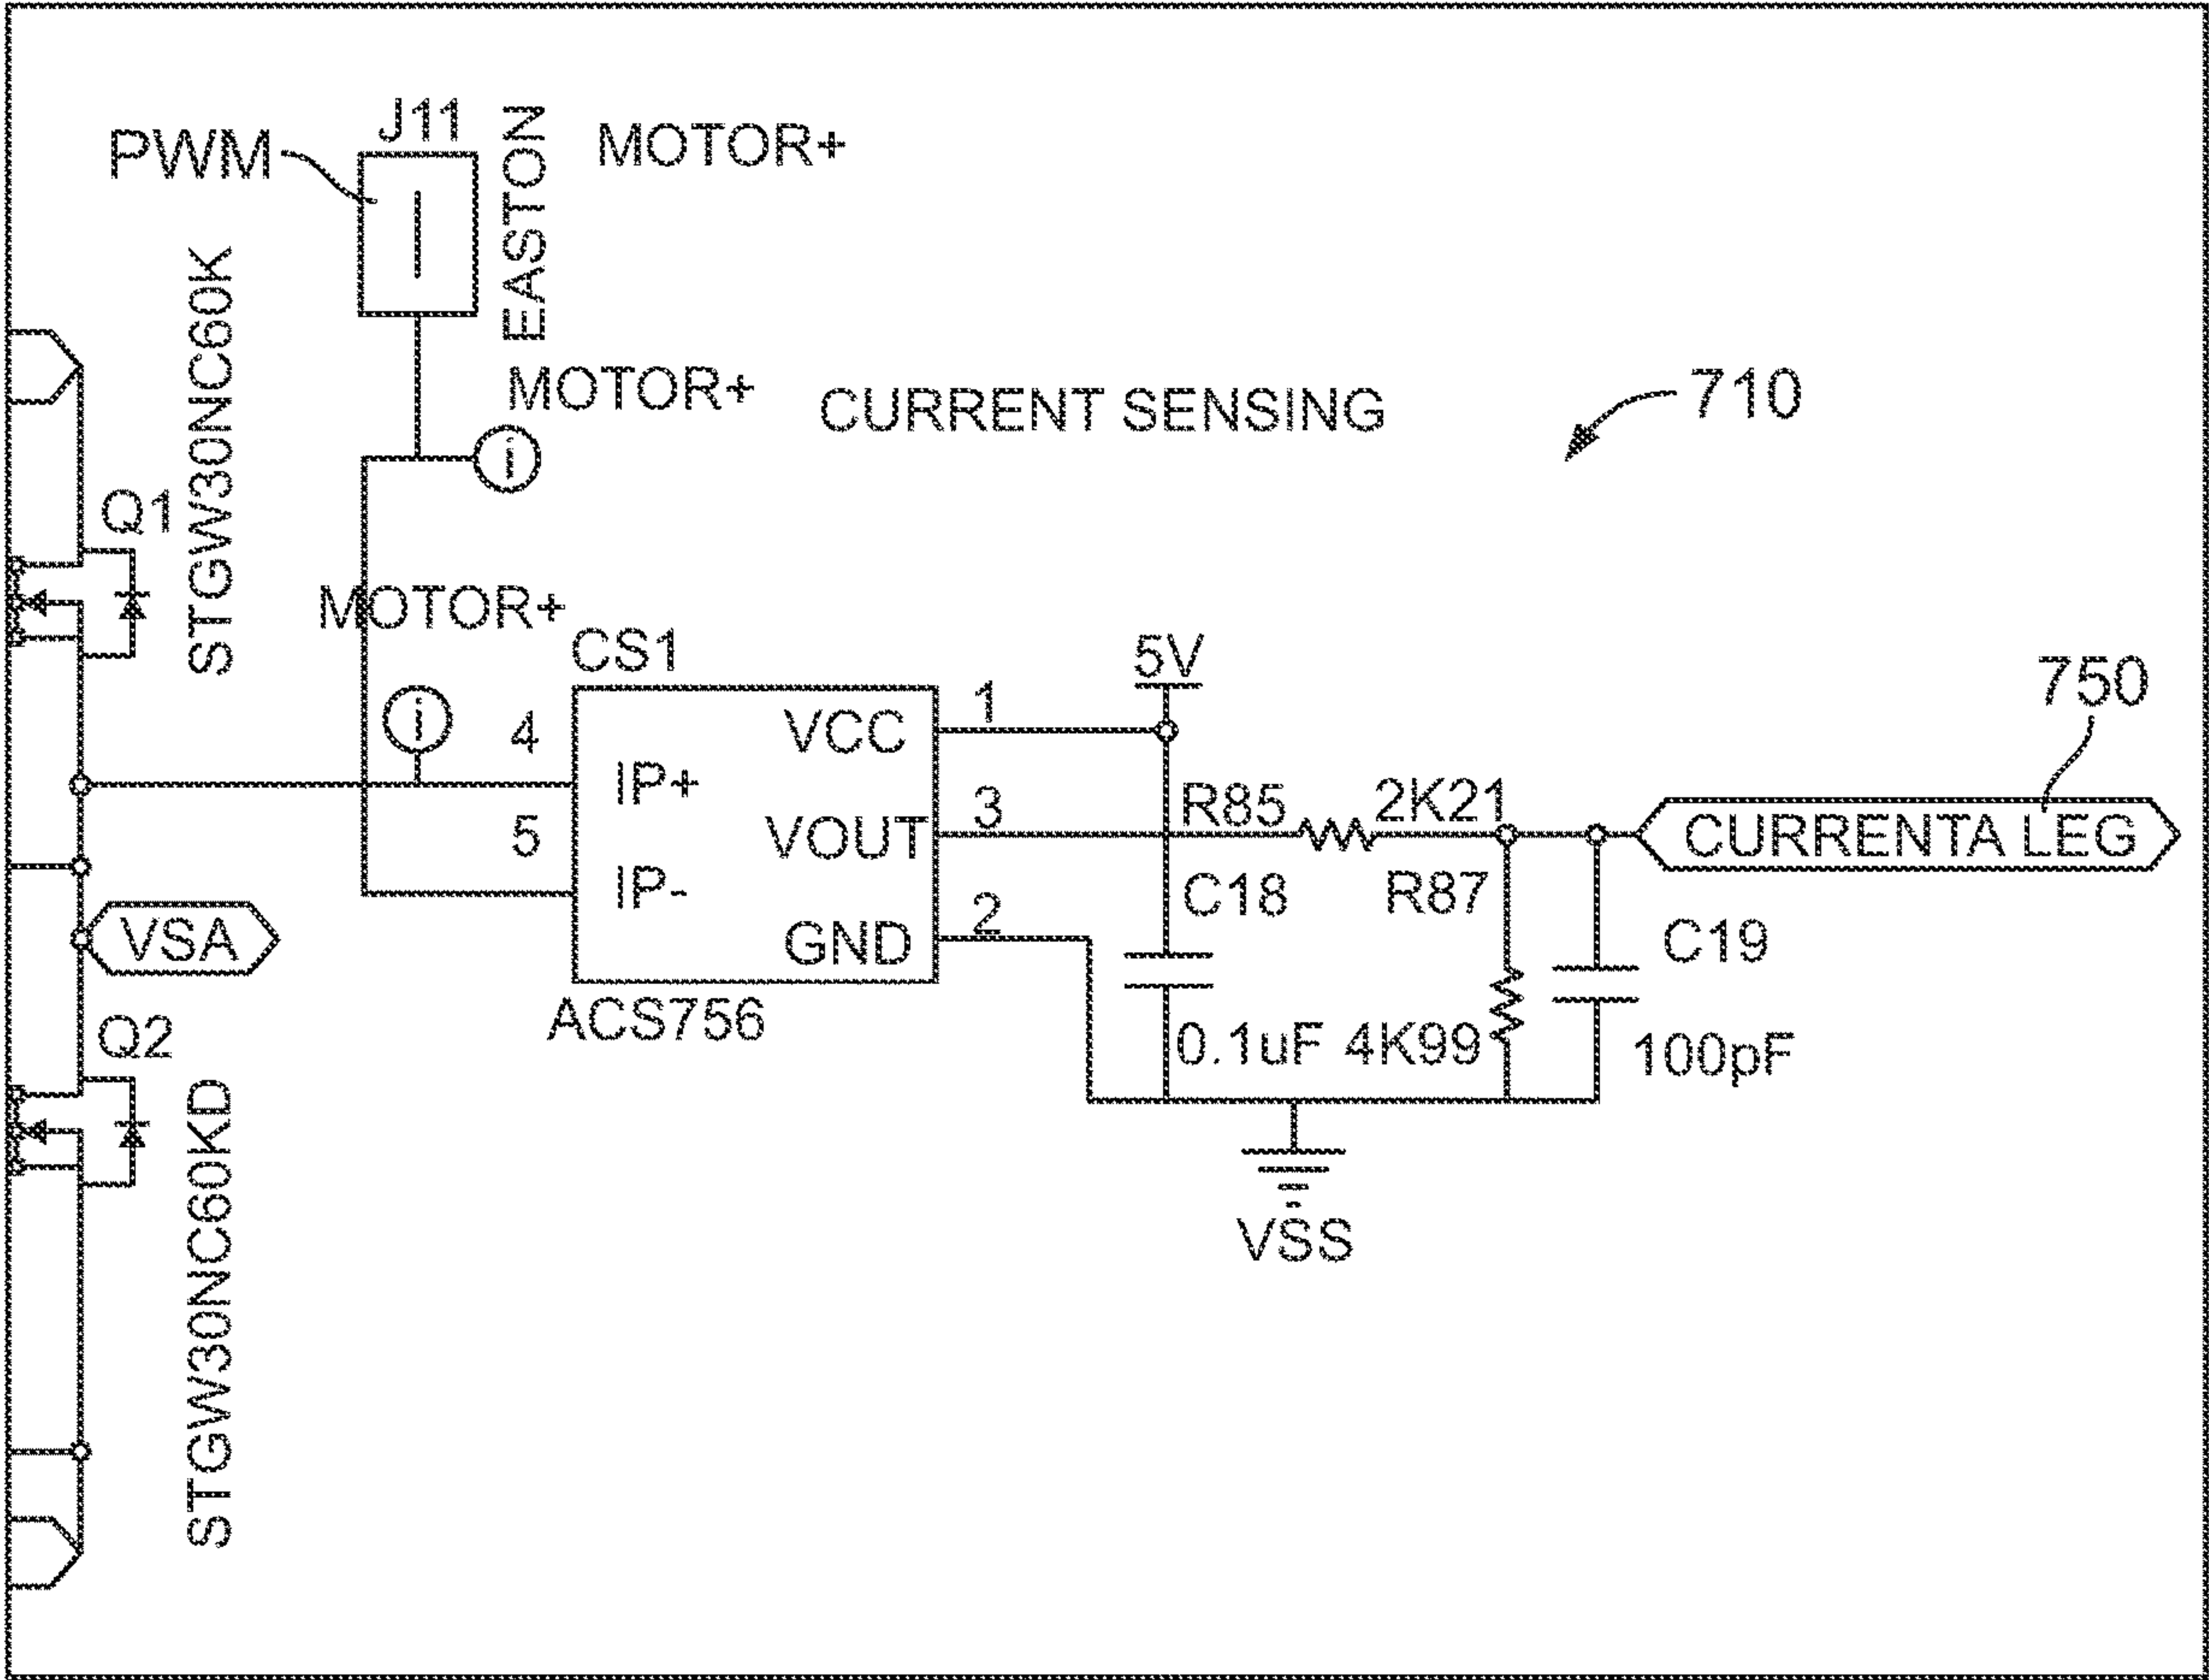 J11
PWM
EASTON
MOTOR+
STGW30NC60K
MOTOR+
CURRENT SENSING
710
Q1
MOTOR+
CS1
5V
750
4
VCC
1
IP+
5
VOUT
3
R85
2K21
CURRENTA LEG
IP-
C18
R87
2
VSA
GND
C19
Q2
ACS756
0.1uF
4K99
100pF
STGW30NC60KD
VSS